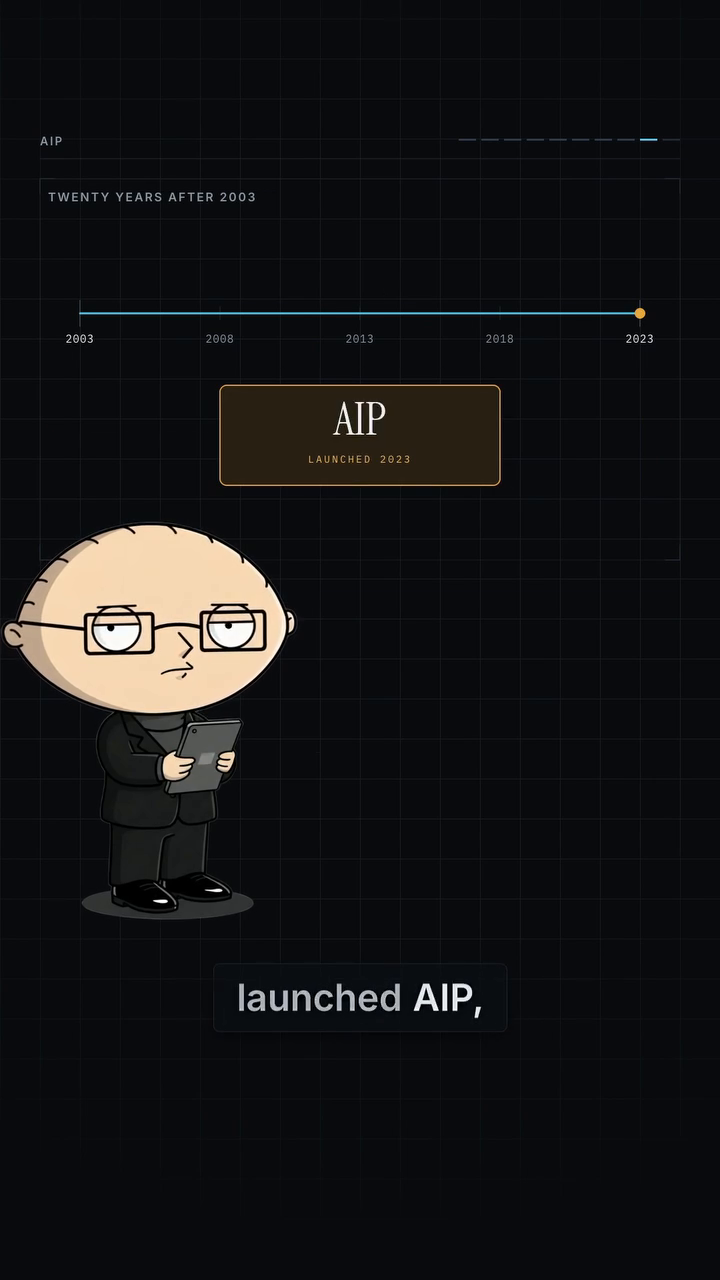 AIP
TWENTY YEARS AFTER 2003
2003 2008 2013 2018 2023
AIP
LAUNCHED 2023
launched AIP,